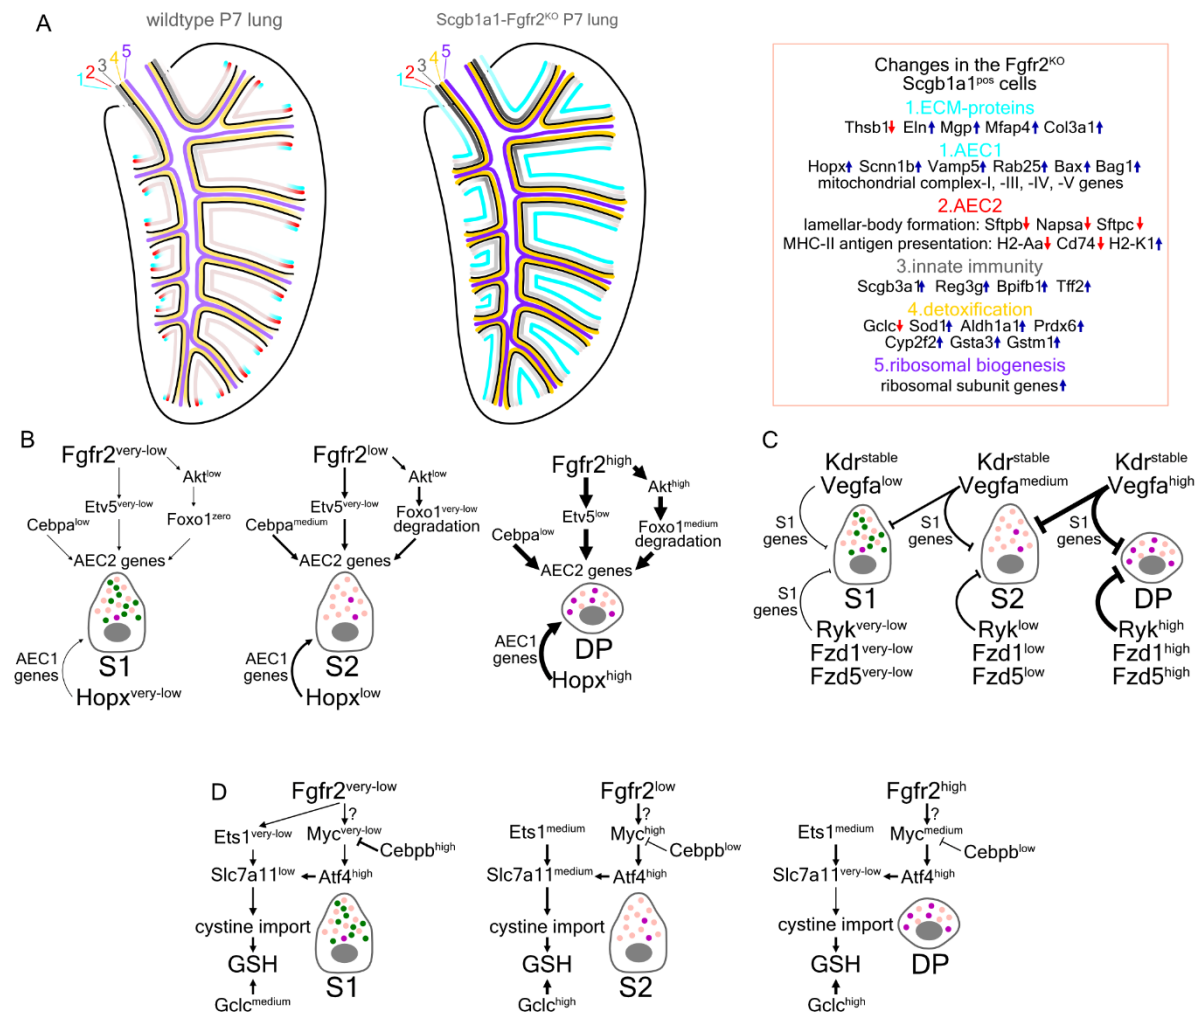 A
wildtype P7 lung
Scgb1a1-Fgfr2KO P7 lung
1 2 3 4 5
1 2 3 4 5
Changes in the Fgfr2KO
Scgb1a1pos cells
1.ECM-proteins
Thsb1↓ Eln↑ Mgp↑ Mfap4↑ Col3a1↑
1.AEC1
Hopx↑ Scnn1b↑ Vamp5↑ Rab25↑ Bax↑ Bag1↑
mitochondrial complex-I, -III, -IV, -V genes
2.AEC2
lamellar-body formation: Sftpb↓ Napsa↓ Sftpc↓
MHC-II antigen presentation: H2-Aa↓ Cd74↓ H2-K1↑
3.innate immunity
Scgb3a1↑ Reg3g↑ Bpifb1↑ Tff2↑
4.detoxification
Gclc↓ Sod1↑ Aldh1a1↑ Prdx6↑
Cyp2f2↑ Gsta3↑ Gstm1↑
5.ribosomal biogenesis
ribosomal subunit genes↑
B
Fgfr2very-low
Aktlow
Etv5very-low
Cebpalow
Foxo1zero
AEC2 genes
S1
AEC1
genes
Hopxvery-low
Fgfr2low
Aktlow
Etv5very-low
Foxo1very-low
degradation
Cebpamedium
AEC2 genes
S2
AEC1
genes
Hopxlow
Fgfr2high
Akthigh
Etv5low
Foxo1medium
degradation
Cebpalow
AEC2 genes
DP
AEC1
genes
Hopxhigh
C
Kdrstable
Vegfalow
S1
genes
S1
S1
genes
Rykvery-low
Fzd1very-low
Fzd5very-low
Kdrstable
Vegfamedium
S1
genes
S2
Ryklow
Fzd1low
Fzd5low
Kdrstable
Vegfahigh
S1
genes
DP
Rykhigh
Fzd1high
Fzd5high
D
Fgfr2very-low
?
Ets1very-low
Mycvery-low
Cebpbhigh
Slc7a11low
Atf4high
cystine import
GSH
S1
Gclcmedium
Fgfr2low
?
Ets1medium
Mychigh
Cebpblow
Slc7a11medium
Atf4high
cystine import
GSH
S2
Gclchigh
Fgfr2high
?
Ets1medium
Mycmedium
Cebpblow
Slc7a11very-low
Atf4high
cystine import
GSH
DP
Gclchigh